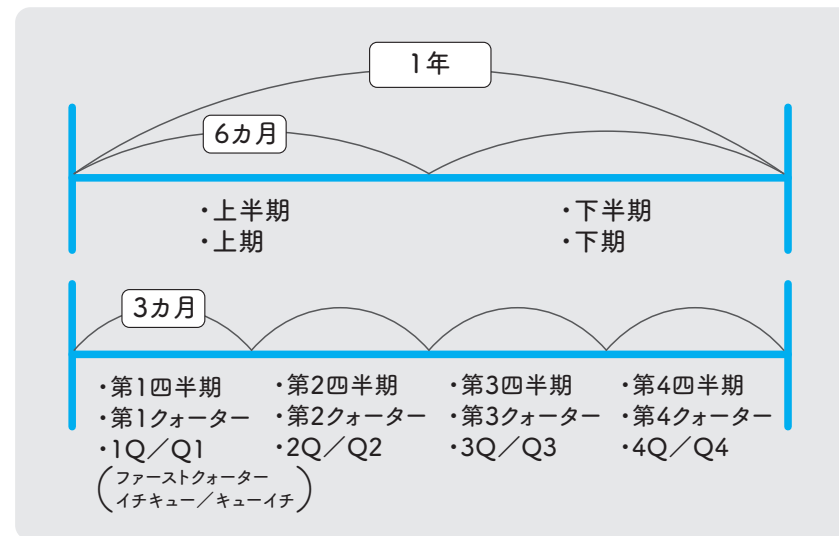 1年
6カ月
・上半期
・上期
・下半期
・下期
3カ月
・第1四半期
・第1クォーター
・1Q／Q1
（ファーストクォーター
イチキュー／キューイチ）
・第2四半期
・第2クォーター
・2Q／Q2
・第3四半期
・第3クォーター
・3Q／Q3
・第4四半期
・第4クォーター
・4Q／Q4